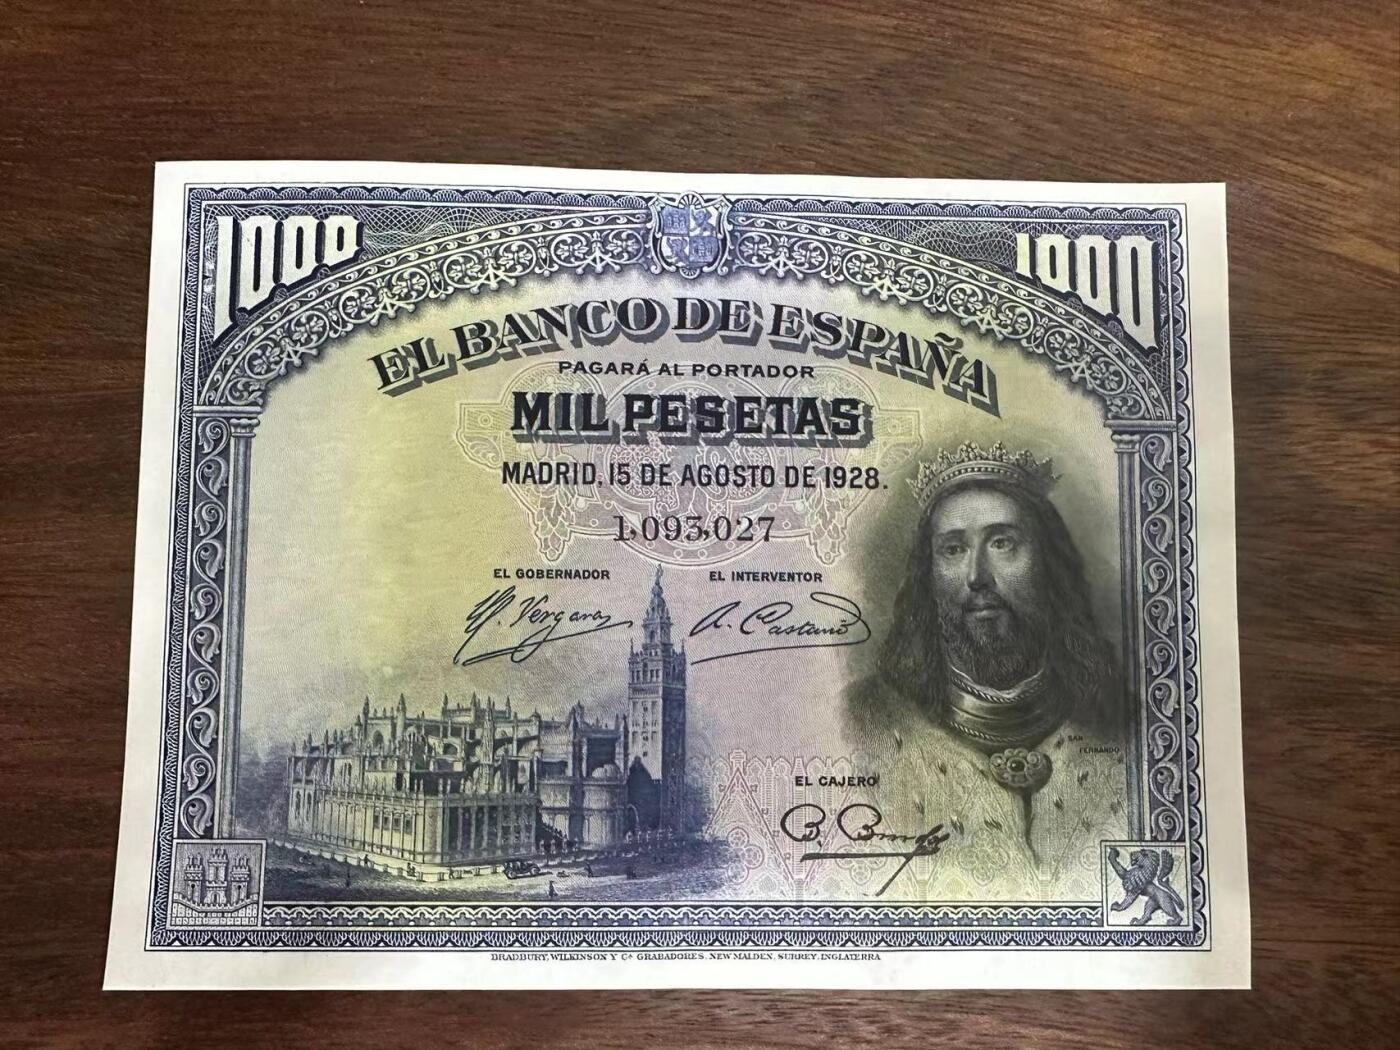 1000
1000
EL BANCO DE ESPAÑA
PAGARÁ AL PORTADOR
MIL PESETAS
MADRID, 15 DE AGOSTO DE 1928.
1,093,027
EL GOBERNADOR
EL INTERVENTOR
Vergara
A. Castaño
SAN
FERNANDO
EL CAJERO
BRADBURY, WILKINSON Y Cª GRABADORES, NEW MALDEN, SURREY, INGLATERRA